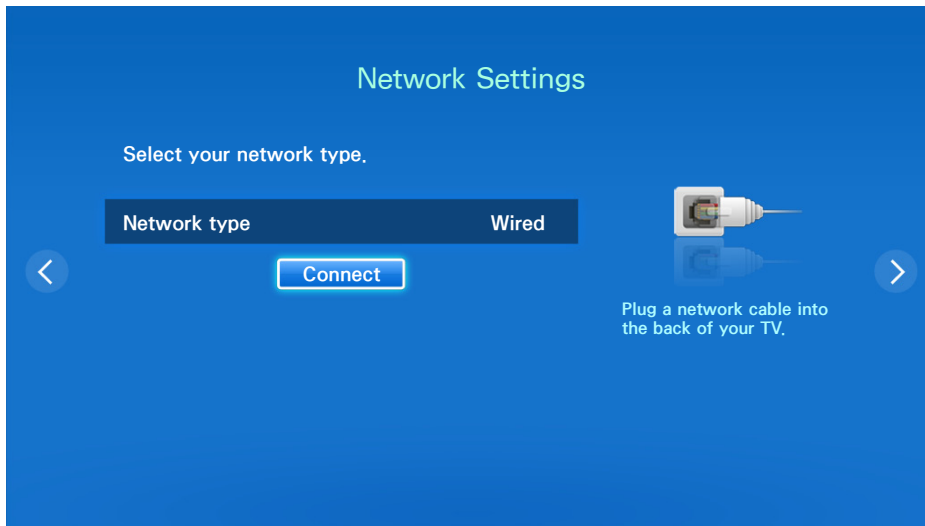 Network Settings
Select your network type.
Network type Wired
Connect
Plug a network cable into
the back of your TV.